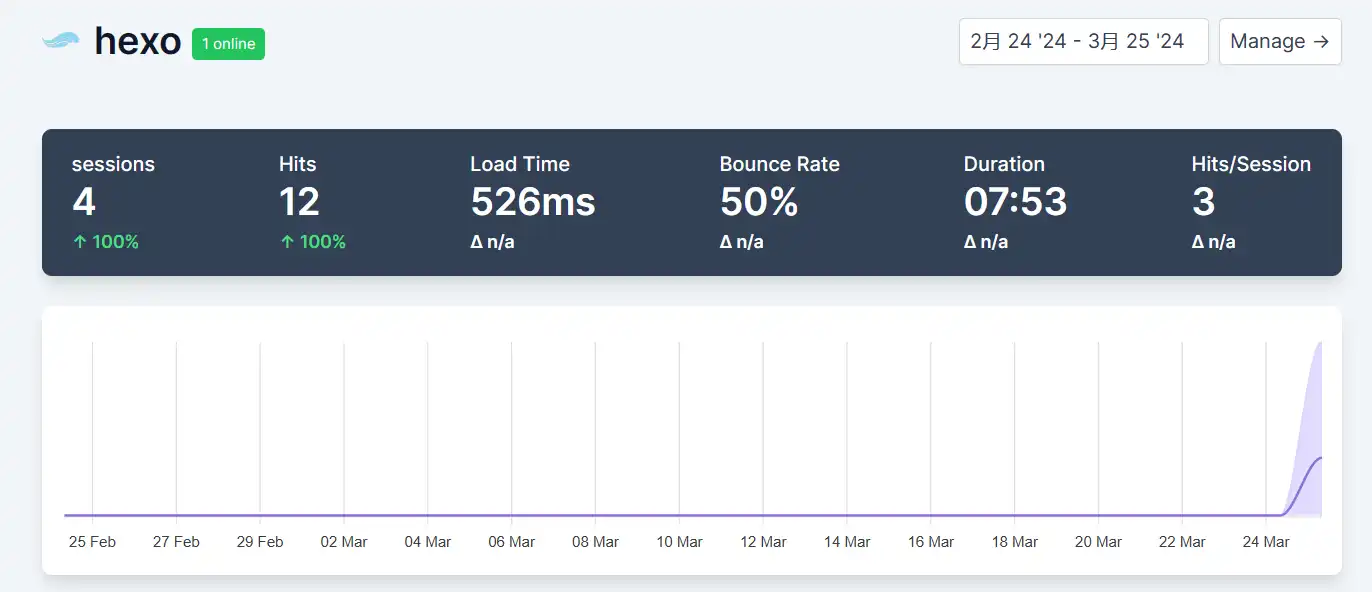 hexo 1 online 2月 24 '24 - 3月 25 '24 Manage →
sessions Hits Load Time Bounce Rate Duration Hits/Session
4 12 526ms 50% 07:53 3
↑ 100% ↑ 100% Δ n/a Δ n/a Δ n/a Δ n/a
25 Feb 27 Feb 29 Feb 02 Mar 04 Mar 06 Mar 08 Mar 10 Mar 12 Mar 14 Mar 16 Mar 18 Mar 20 Mar 22 Mar 24 Mar